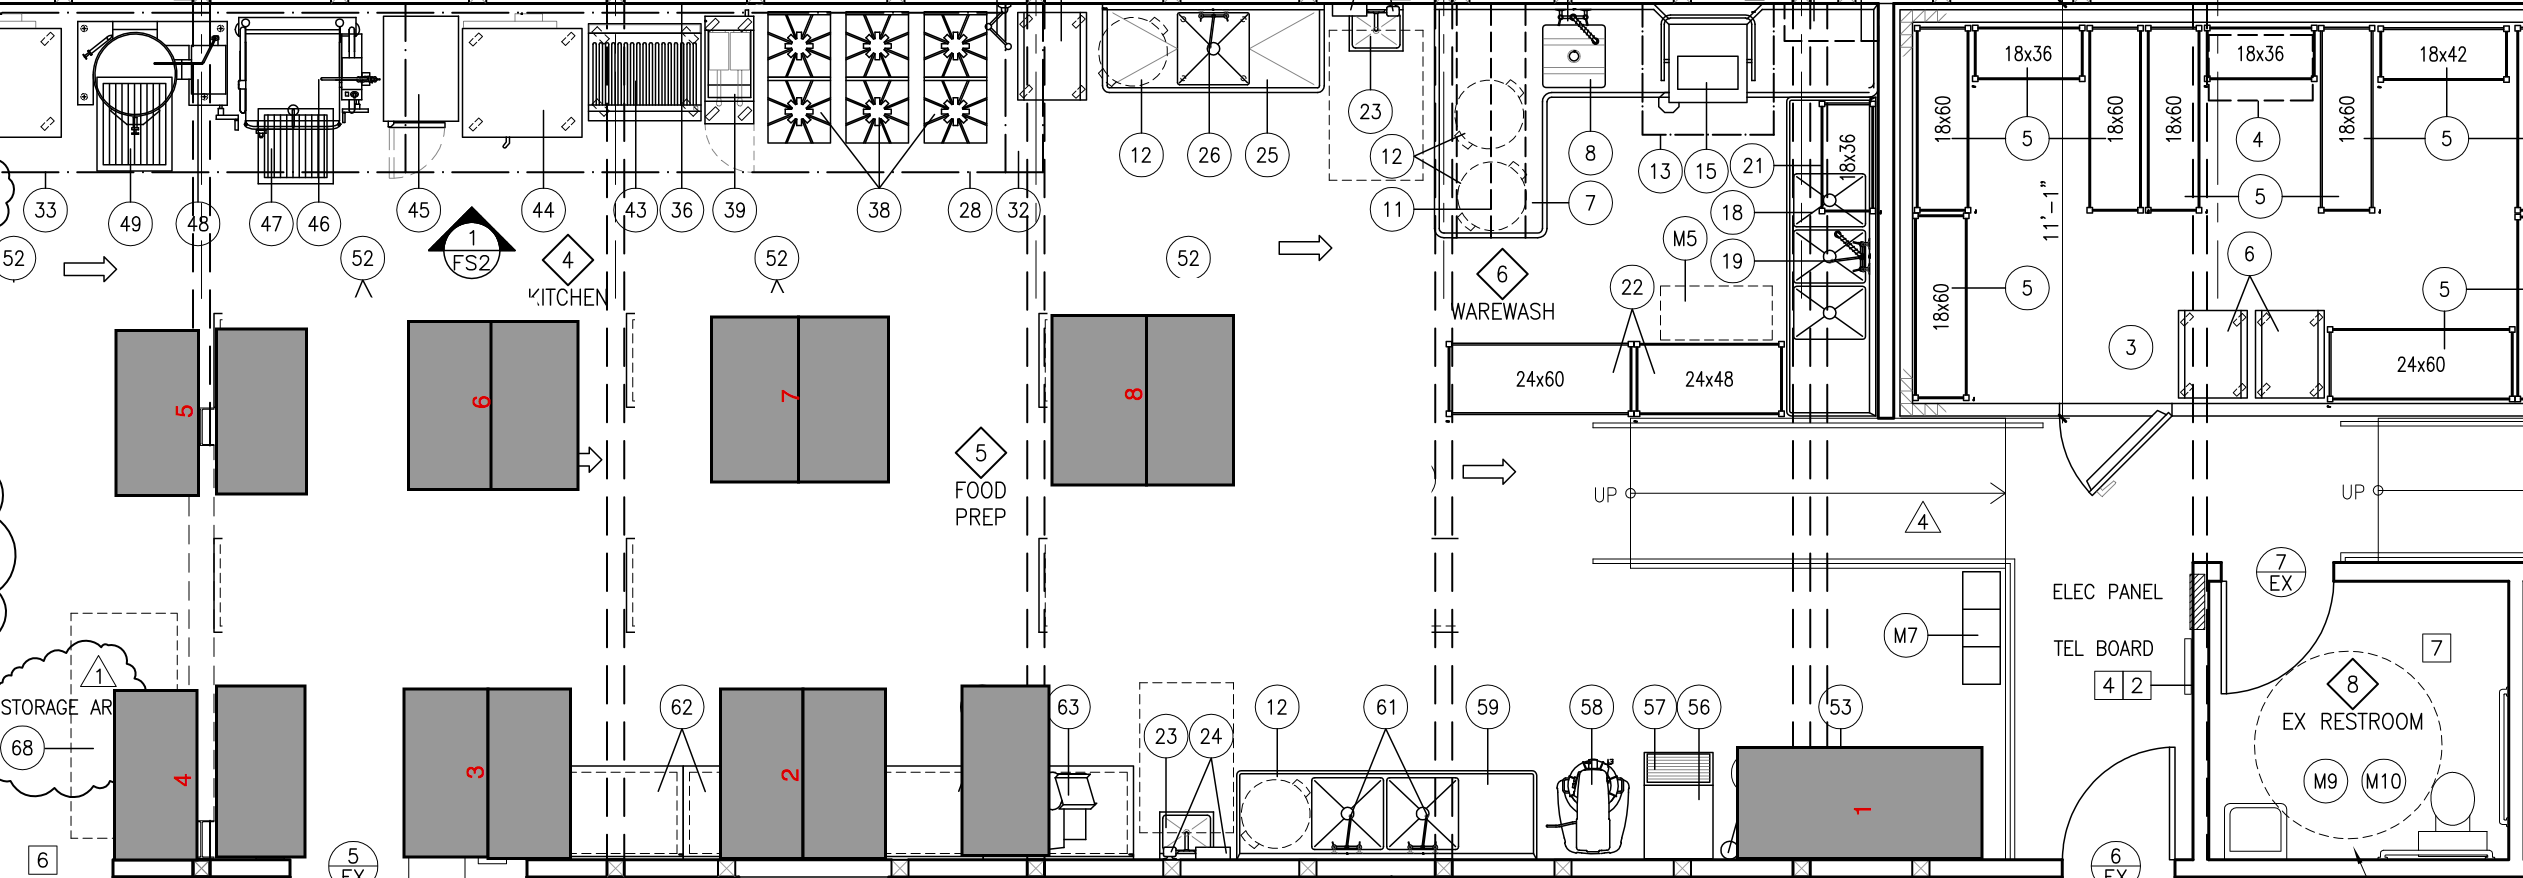 18x36
18x36
18x42
23
18x60
18x60
18x60
18x60
12
26
25
12
8
13
15
21
18x36
5
4
5
33
49
48
47
46
45
44
43
36
39
38
28
32
11
7
18
5
11'-1"
52
52
1
FS2
4
KITCHEN
52
52
6
WAREWASH
M5
19
22
5
18x60
6
5
3
24x60
24x48
24x60
5
6
7
8
5
FOOD
PREP
UP
4
UP
7
EX
ELEC PANEL
M7
TEL BOARD
7
4 2
1
STORAGE AR
68
62
63
23
24
12
61
59
58
57
56
53
8
EX RESTROOM
M9
M10
4
3
2
1
6
5
EX
6
EX